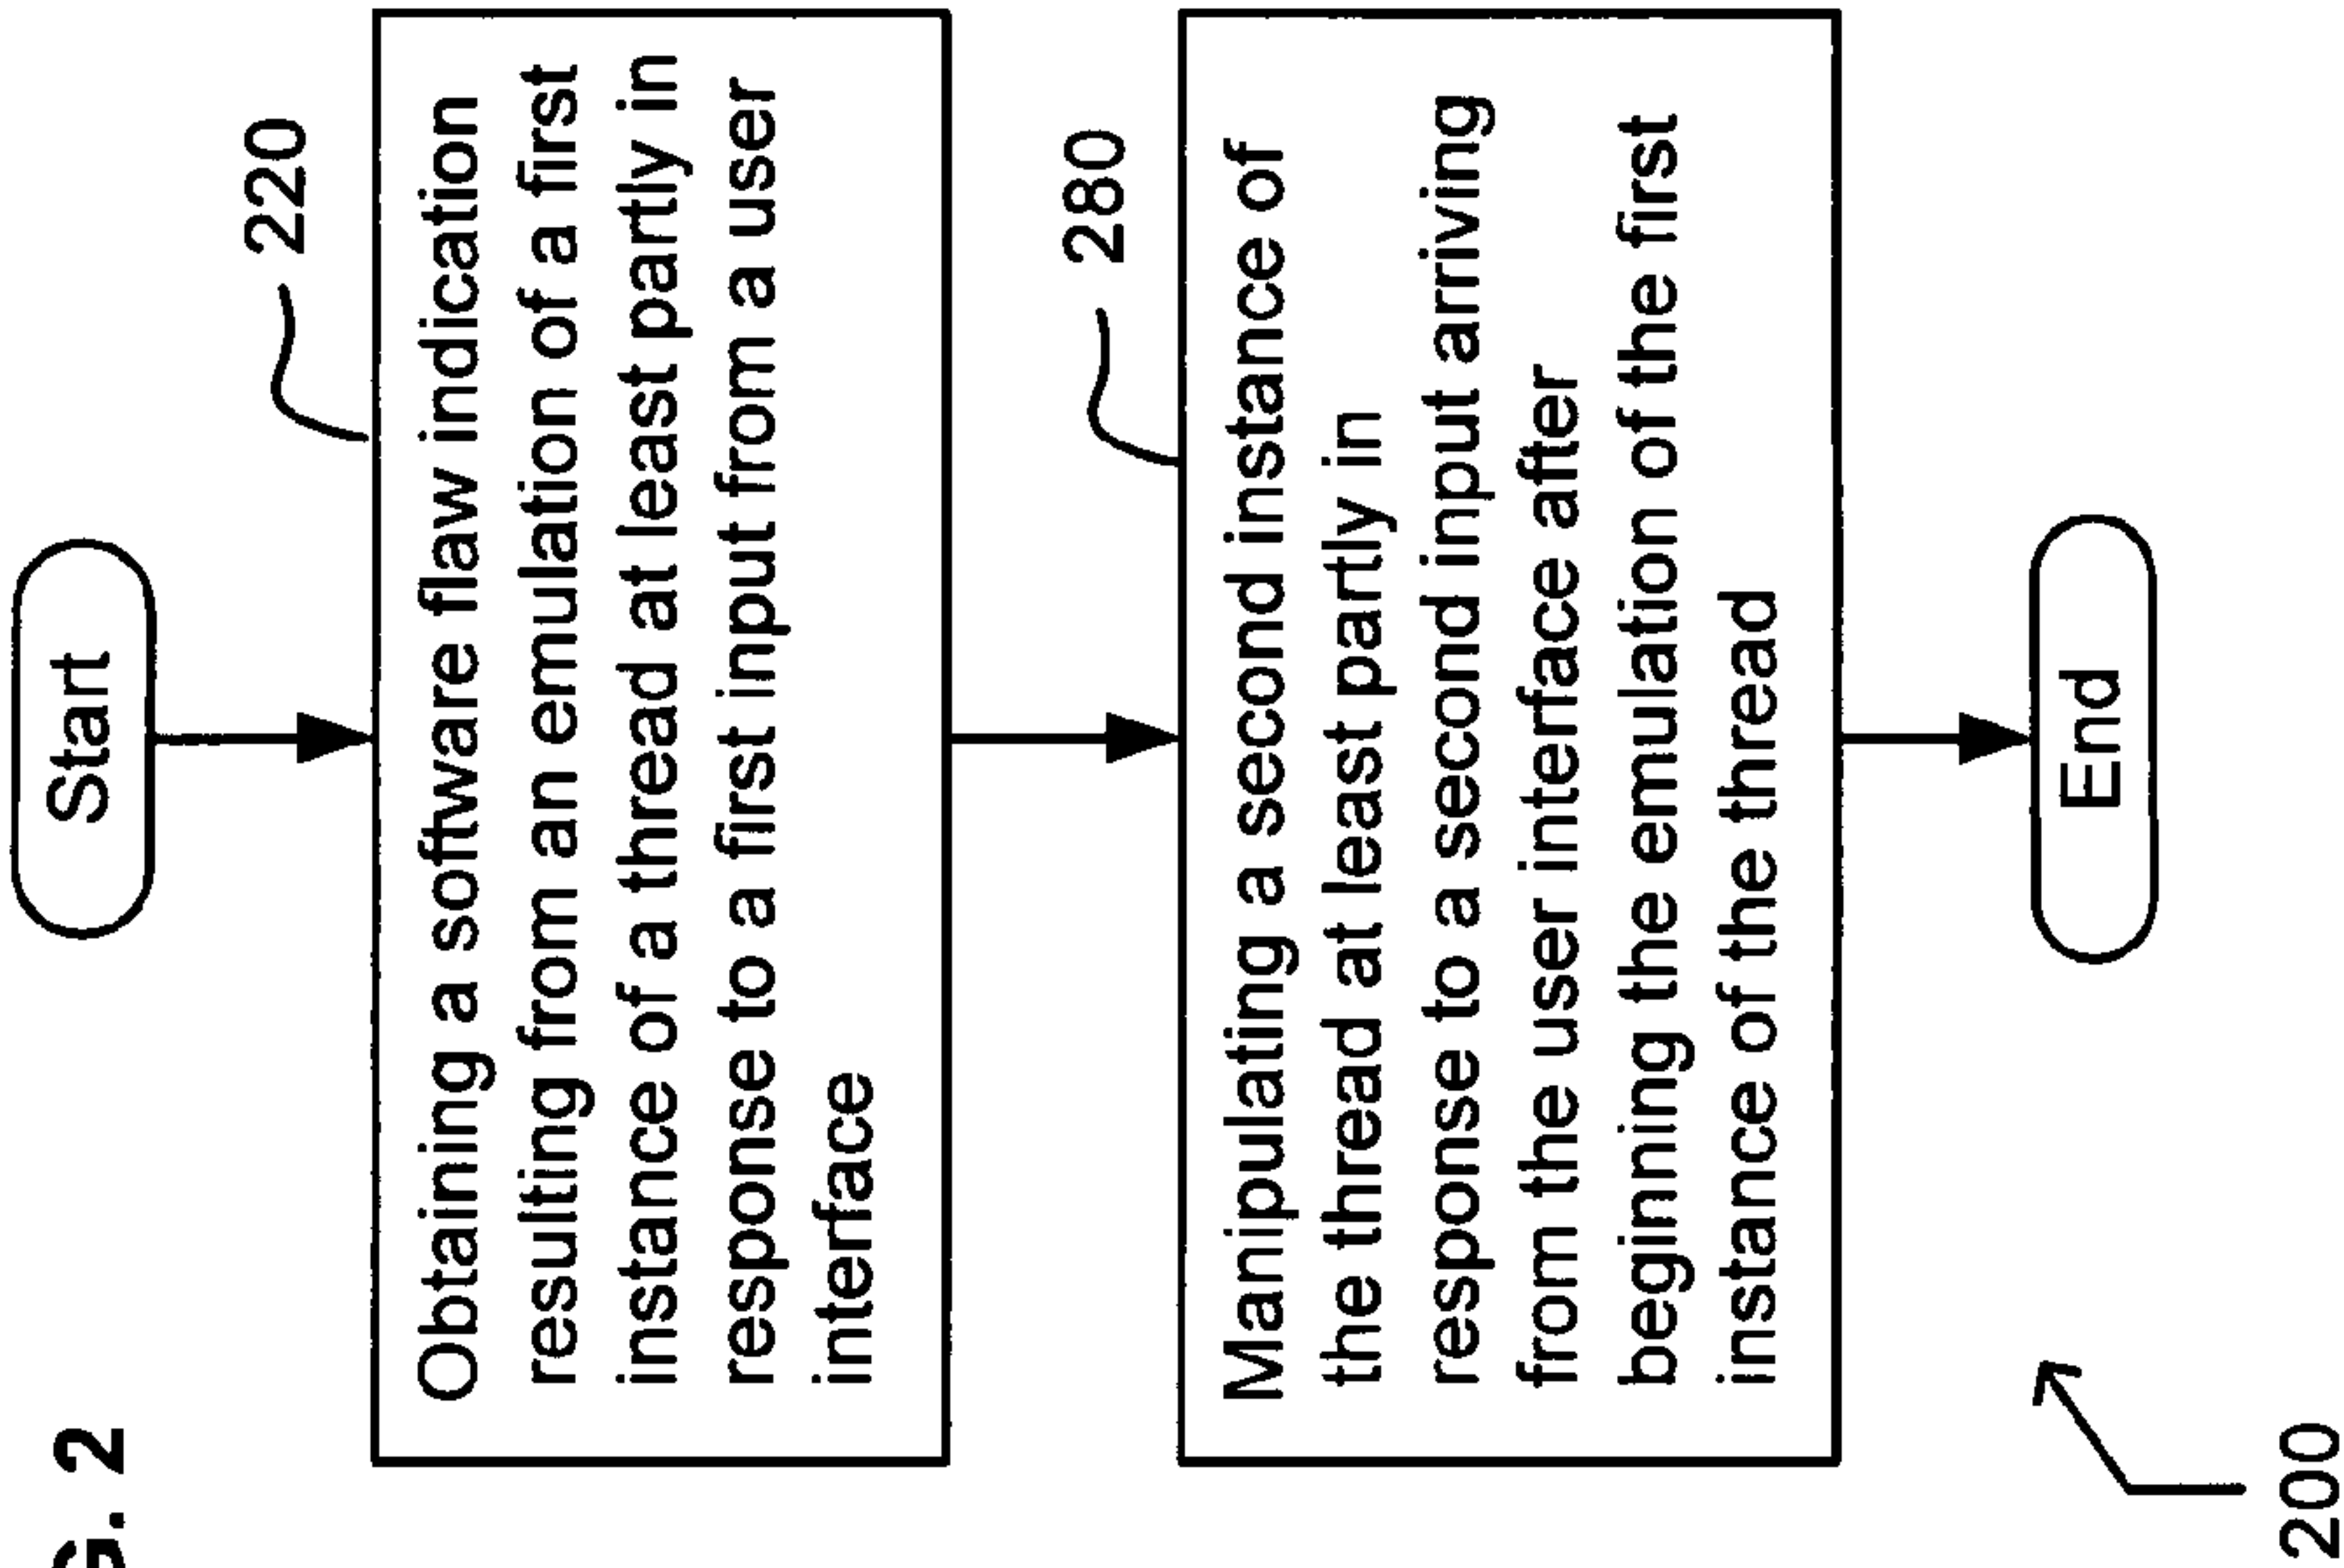 G. 2
Start
220
Obtaining a software flaw indication
resulting from an emulation of a first
instance of a thread at least partly in
response to a first input from a user
interface
280
Manipulating a second instance of
the thread at least partly in
response to a second input arriving
from the user interface after
beginning the emulation of the first
instance of the thread
End
200